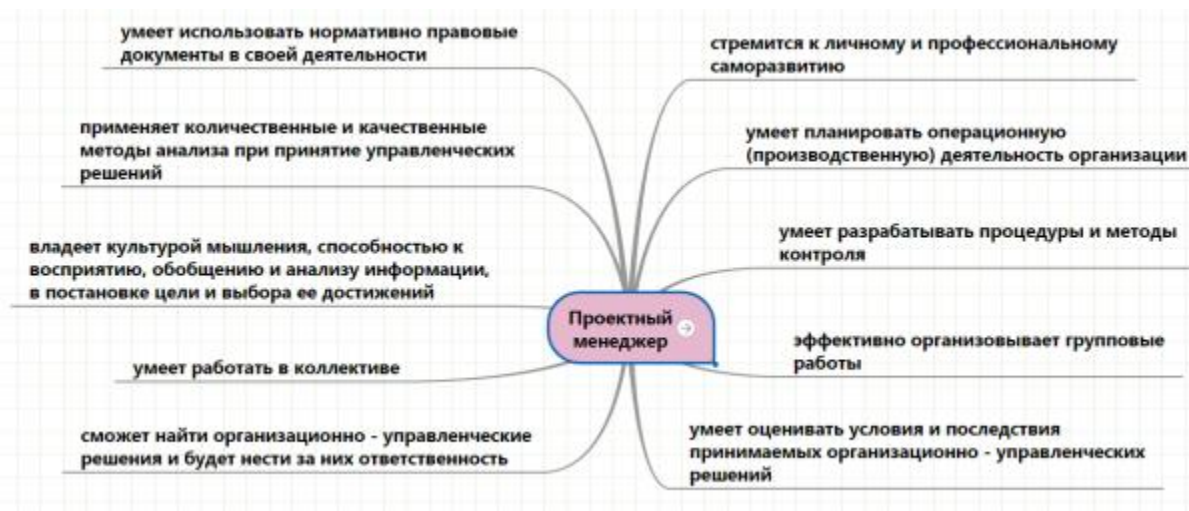 умеет использовать нормативно правовые
документы в своей деятельности
применяет количественные и качественные
методы анализа при принятие управленческих
решений
владеет культурой мышления, способностью к
восприятию, обобщению и анализу информации,
в постановке цели и выбора ее достижений
умеет работать в коллективе
сможет найти организационно - управленческие
решения и будет нести за них ответственность
Проектный
менеджер
стремится к личному и профессиональному
саморазвитию
умеет планировать операционную
(производственную) деятельность организации
умеет разрабатывать процедуры и методы
контроля
эффективно организовывает групповые
работы
умеет оценивать условия и последствия
принимаемых организационно - управленческих
решений